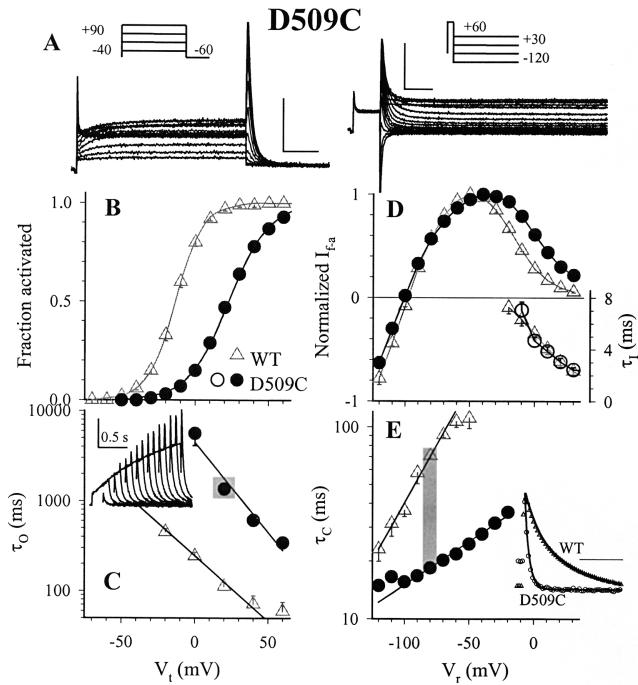 D509C
A
+90
-40
-60
+60
+30
-120
B
Fraction activated
1.0
0.5
0.0
WT
D509C
D
Normalized I_f-a
1
0
-1
8
4
0
τ_I (ms)
C
τ_O (ms)
10000
1000
100
0.5 s
-50
0
50
V_t (mV)
E
τ_C (ms)
100
10
WT
D509C
-100
-50
0
V_r (mV)